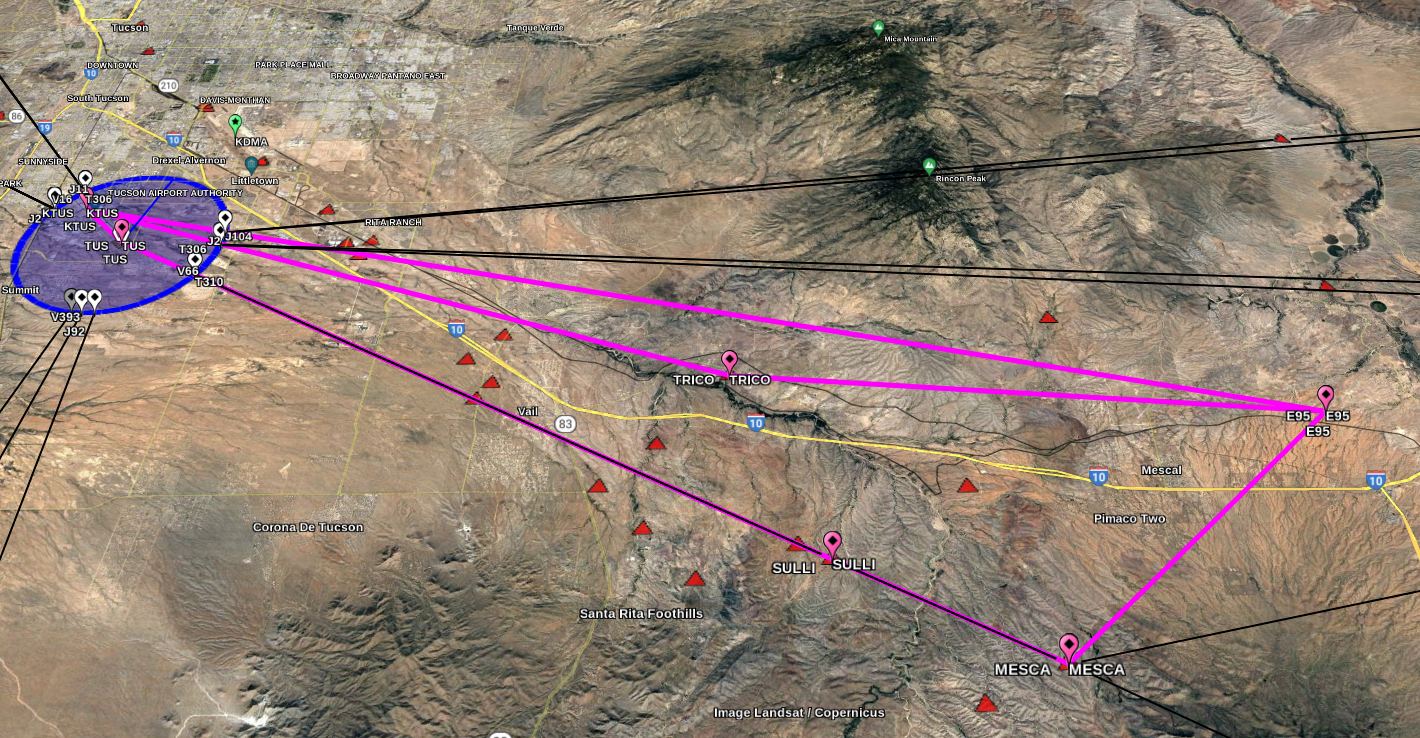 Tucson
Tanque Verde
Mica Mountain
DOWNTOWN
PARK PLACE MALL
10
BROADWAY PANTANO EAST
210
South Tucson
DAVIS-MONTHAN
86
19
10
KDMA
SUNNYSIDE
Drexel-Alvernon
Rincon Peak
Littletown
PARK
J11
TUCSON AIRPORT AUTHORITY
V16
T306
J2
KTUS
KTUS
KTUS
RITA RANCH
J2
J104
TUS
TUS
T306
TUS
V66
T310
Summit
V393
J92
10
TRICO
TRICO
Vail
83
10
E95
E95
E95
Mescal
10
10
Pimaco Two
Corona De Tucson
SULLI
SULLI
Santa Rita Foothills
MESCA
MESCA
Image Landsat / Copernicus